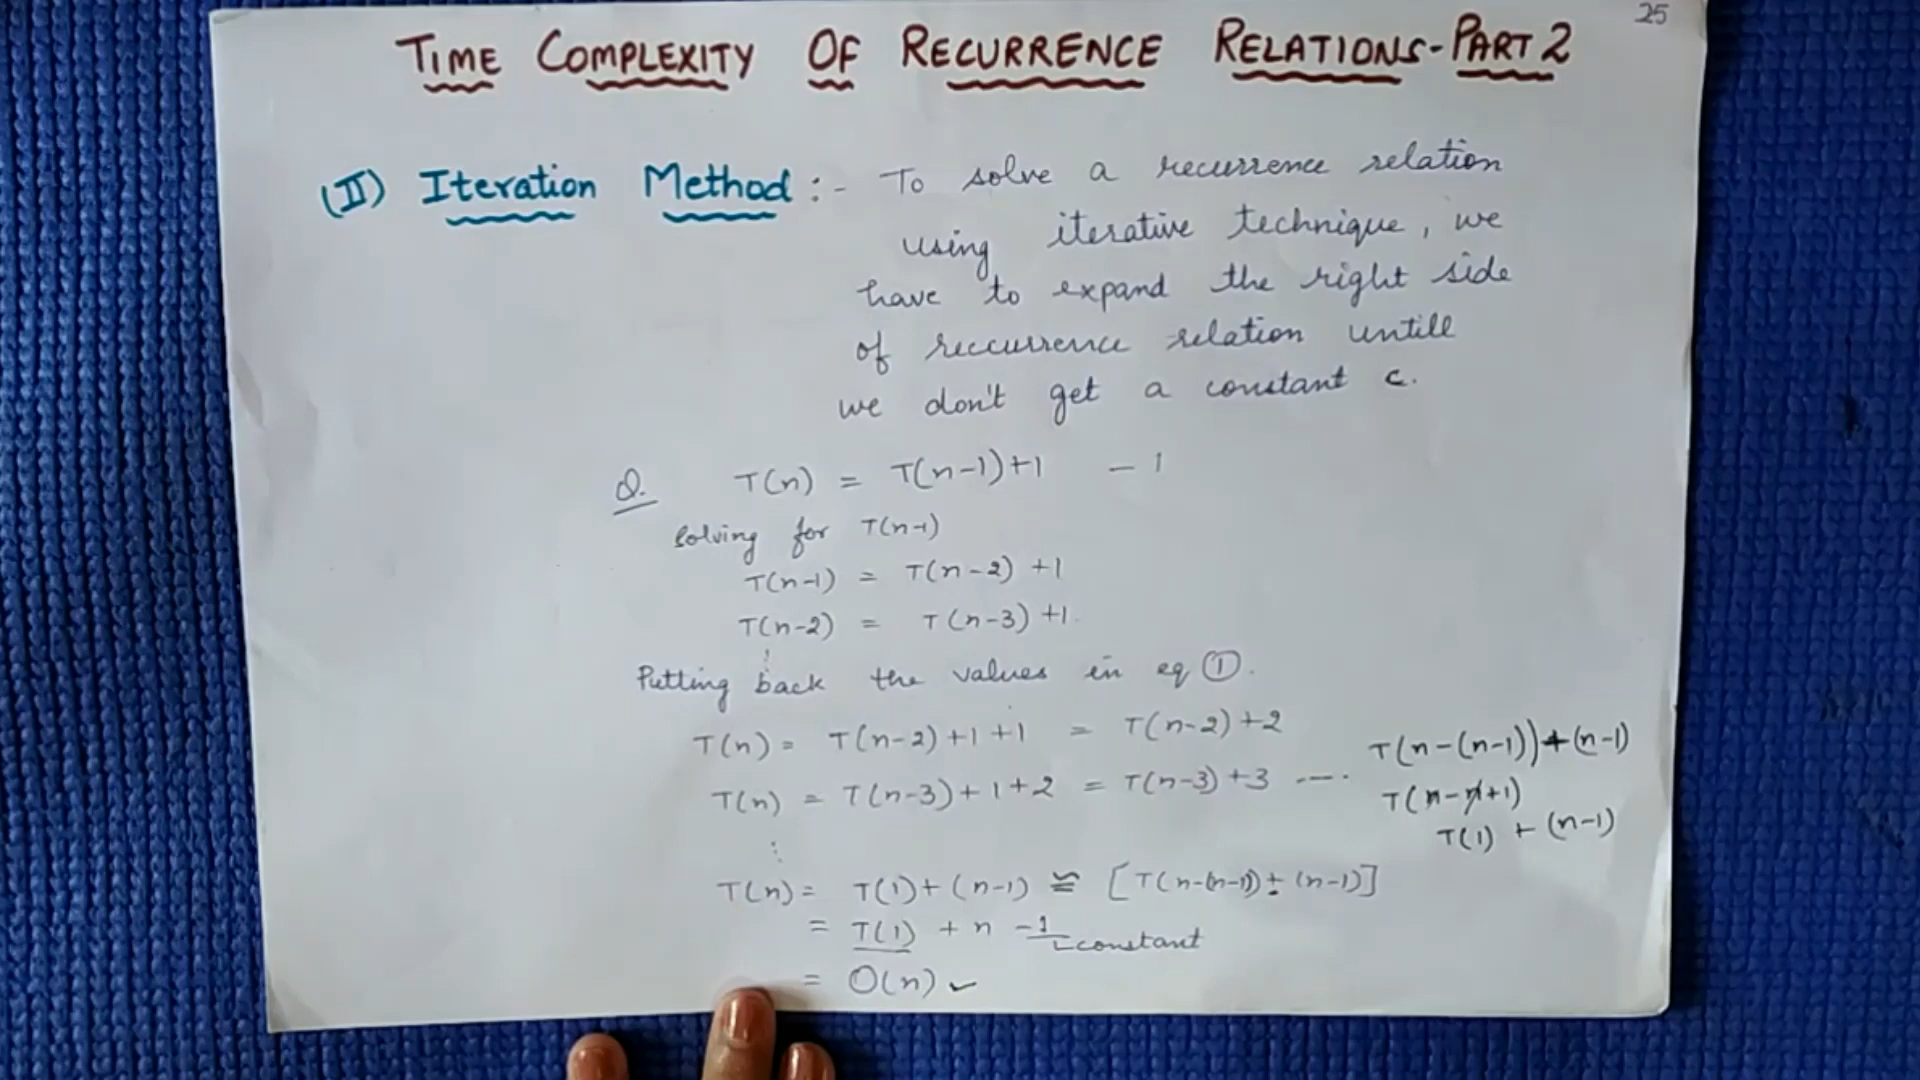 25
TIME COMPLEXITY OF RECURRENCE RELATIONS-PART 2
(II) Iteration Method :- To solve a recurrence relation
using iterative technique, we
have to expand the right side
of reccurrence relation untill
we don't get a constant c.
Q. T(n) = T(n-1)+1 - 1
Solving for T(n-1)
T(n-1) = T(n-2) +1
T(n-2) = T(n-3) +1.
Putting back the values in eq ①.
T(n) = T(n-2)+1+1 = T(n-2)+2
T(n) = T(n-3)+1+2 = T(n-3)+3 ----.
T(n-(n-1))+(n-1)
T(n-n+1)
T(1) + (n-1)
⋮
T(n) = T(1)+(n-1) ≌ [T(n-(n-1))+(n-1)]
= T(1) + n -1 constant
= O(n) ✓